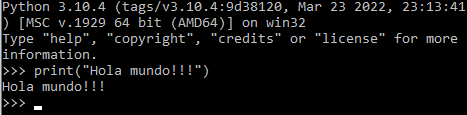 Python 3.10.4 (tags/v3.10.4:9d38120, Mar 23 2022, 23:13:41
) [MSC v.1929 64 bit (AMD64)] on win32
Type "help", "copyright", "credits" or "license" for more
information.
>>> print("Hola mundo!!!")
Hola mundo!!!
>>> _